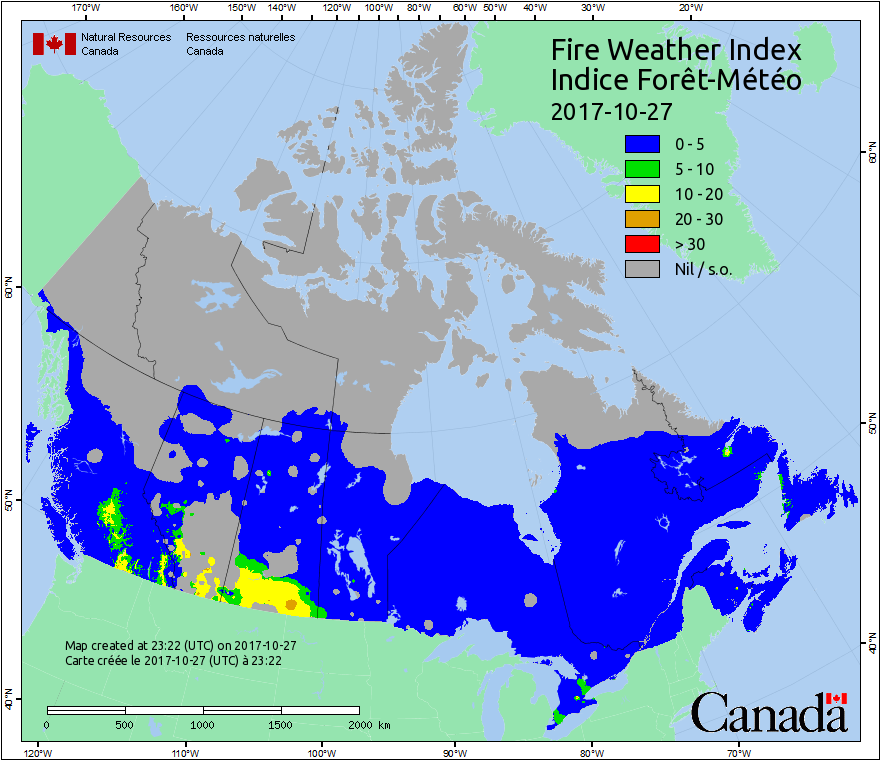 170°W 160°W 150°W 140°W 130°W 120°W 110°W 100°W 90°W 80°W 60°W 50°W 40°W 30°W 20°W
Natural Resources Canada
Ressources naturelles Canada
Fire Weather Index
Indice Forêt-Météo
2017-10-27
0 - 5
5 - 10
10 - 20
20 - 30
> 30
Nil / s.o.
60°N
60°N
50°N
50°N
40°N
40°N
Map created at 23:22 (UTC) on 2017-10-27
Carte créée le 2017-10-27 (UTC) à 23:22
0 500 1000 1500 2000 km
Canada
120°W 110°W 100°W 90°W 80°W 70°W